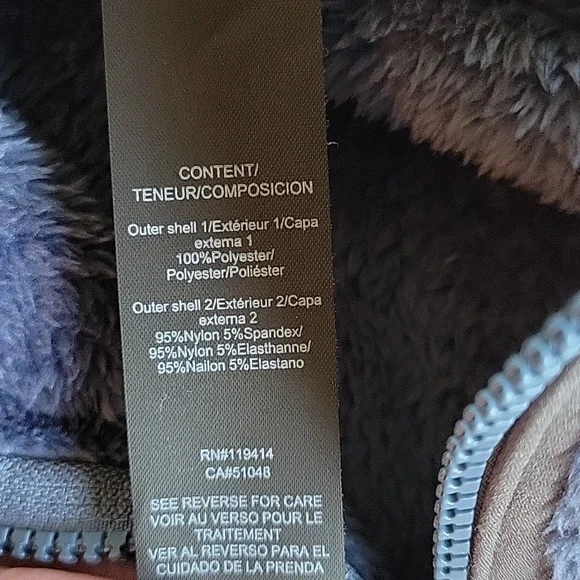 CONTENT/
TENEUR/COMPOSICION
Outer shell 1/Extérieur 1/Capa
externa 1
100%Polyester/
Polyester/Poliéster
Outer shell 2/Extérieur 2/Capa
externa 2
95%Nylon 5%Spandex/
95%Nylon 5%Elasthanne/
95%Nailon 5%Elastano
RN#119414
CA#51048
SEE REVERSE FOR CARE
VOIR AU VERSO POUR LE
TRAITEMENT
VER AL REVERSO PARA EL
CUIDADO DE LA PRENDA